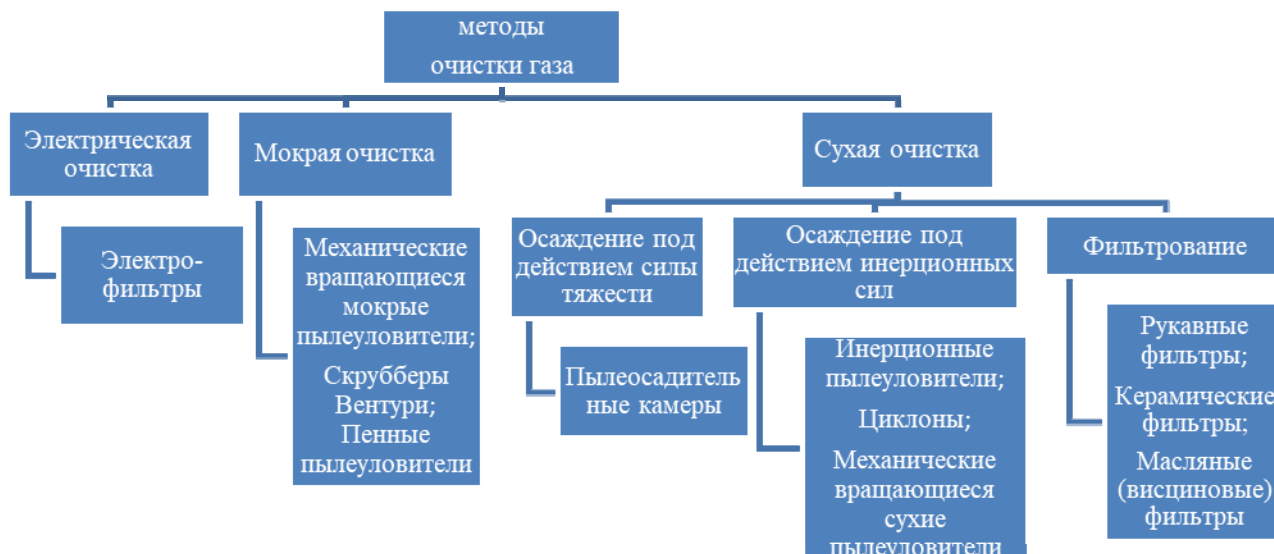 методы
очистки газа
Электрическая
очистка
Мокрая очистка
Сухая очистка
Электро-
фильтры
Механические
вращающиеся
мокрые
пылеуловители;
Скрубберы
Вентури;
Пенные
пылеуловители
Осаждение под
действием силы
тяжести
Пылеосадитель
ные камеры
Осаждение под
действием инерционных
сил
Инерционные
пылеуловители;
Циклоны;
Механические
вращающиеся
сухие
пылеуловители
Фильтрование
Рукавные
фильтры;
Керамические
фильтры;
Масляные
(висциновые)
фильтры